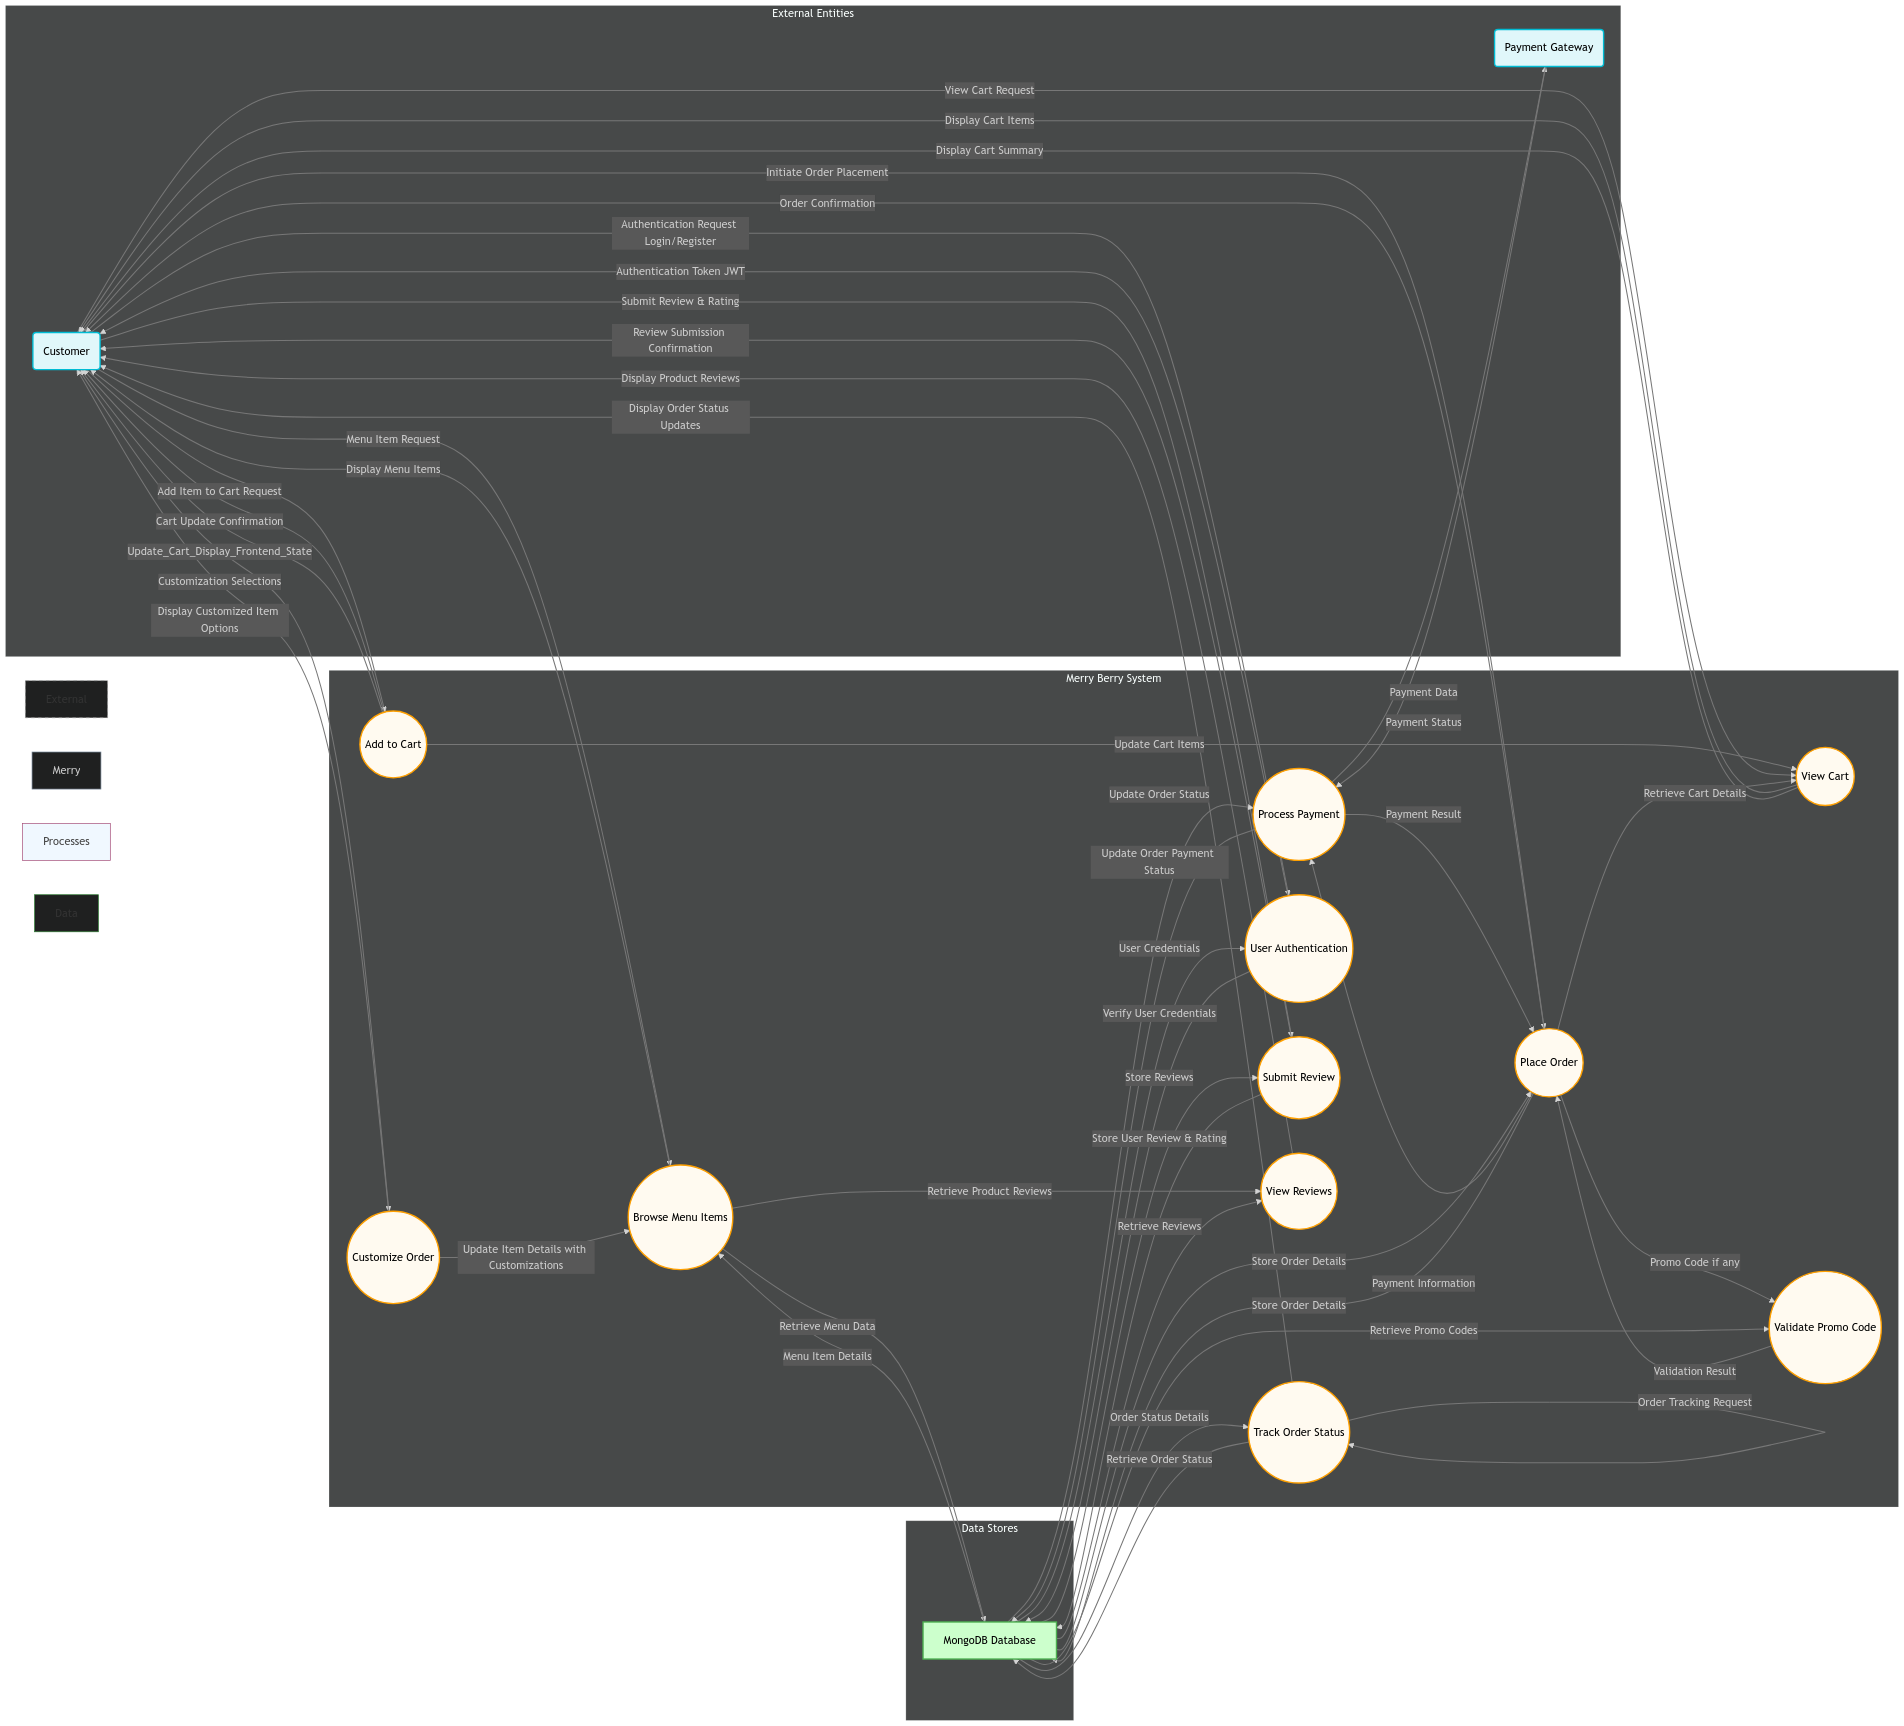 External Entities
Payment Gateway
View Cart Request
Display Cart Items
Display Cart Summary
Initiate Order Placement
Order Confirmation
Authentication Request
Login/Register
Authentication Token JWT
Submit Review & Rating
Review Submission
Confirmation
Customer
Display Product Reviews
Display Order Status
Updates
Menu Item Request
Display Menu Items
Add Item to Cart Request
Cart Update Confirmation
Update_Cart_Display_Frontend_State
Customization Selections
Display Customized Item
Options
External
Merry
Processes
Data
Merry Berry System
Payment Data
Payment Status
Add to Cart
Update Cart Items
View Cart
Update Order Status
Retrieve Cart Details
Process Payment
Payment Result
Update Order Payment
Status
User Credentials
User Authentication
Verify User Credentials
Place Order
Store Reviews
Submit Review
Store User Review & Rating
Retrieve Product Reviews
View Reviews
Browse Menu Items
Retrieve Reviews
Customize Order
Update Item Details with
Customizations
Store Order Details
Promo Code if any
Payment Information
Store Order Details
Retrieve Menu Data
Retrieve Promo Codes
Validate Promo Code
Menu Item Details
Validation Result
Order Tracking Request
Order Status Details
Track Order Status
Retrieve Order Status
Data Stores
MongoDB Database